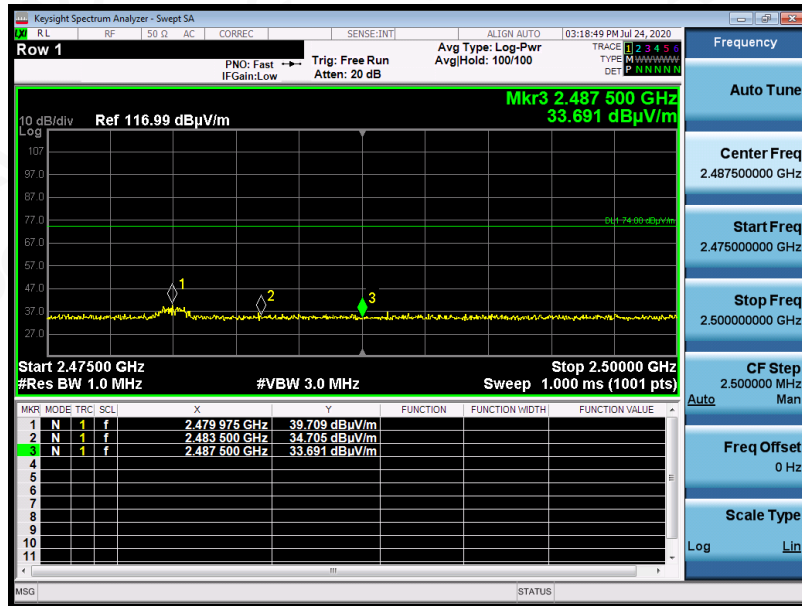 Keysight Spectrum Analyzer - Swept SA
RL RF 50 Ω AC CORREC SENSE:INT ALIGN AUTO 03:18:49 PM Jul 24, 2020
Row 1
PNO: Fast
IFGain:Low
Trig: Free Run
Atten: 20 dB
Avg Type: Log-Pwr
Avg|Hold: 100/100
TRACE 1 2 3 4 5 6
TYPE MWWWWW
DET P N N N N N
Mkr3 2.487 500 GHz
33.691 dBµV/m
10 dB/div Ref 116.99 dBµV/m
Log
107
97.0
87.0
77.0
DL1 74.00 dBµV/m
67.0
57.0
47.0
37.0
27.0
1
2
3
Start 2.47500 GHz Stop 2.50000 GHz
#Res BW 1.0 MHz #VBW 3.0 MHz Sweep 1.000 ms (1001 pts)
MKR MODE TRC SCL X Y FUNCTION FUNCTION WIDTH FUNCTION VALUE
1 N 1 f 2.479 975 GHz 39.709 dBµV/m
2 N 1 f 2.483 500 GHz 34.705 dBµV/m
3 N 1 f 2.487 500 GHz 33.691 dBµV/m
4
5
6
7
8
9
10
11
MSG STATUS
Frequency
Auto Tune
Center Freq
2.487500000 GHz
Start Freq
2.475000000 GHz
Stop Freq
2.500000000 GHz
CF Step
2.500000 MHz
Auto Man
Freq Offset
0 Hz
Scale Type
Log Lin